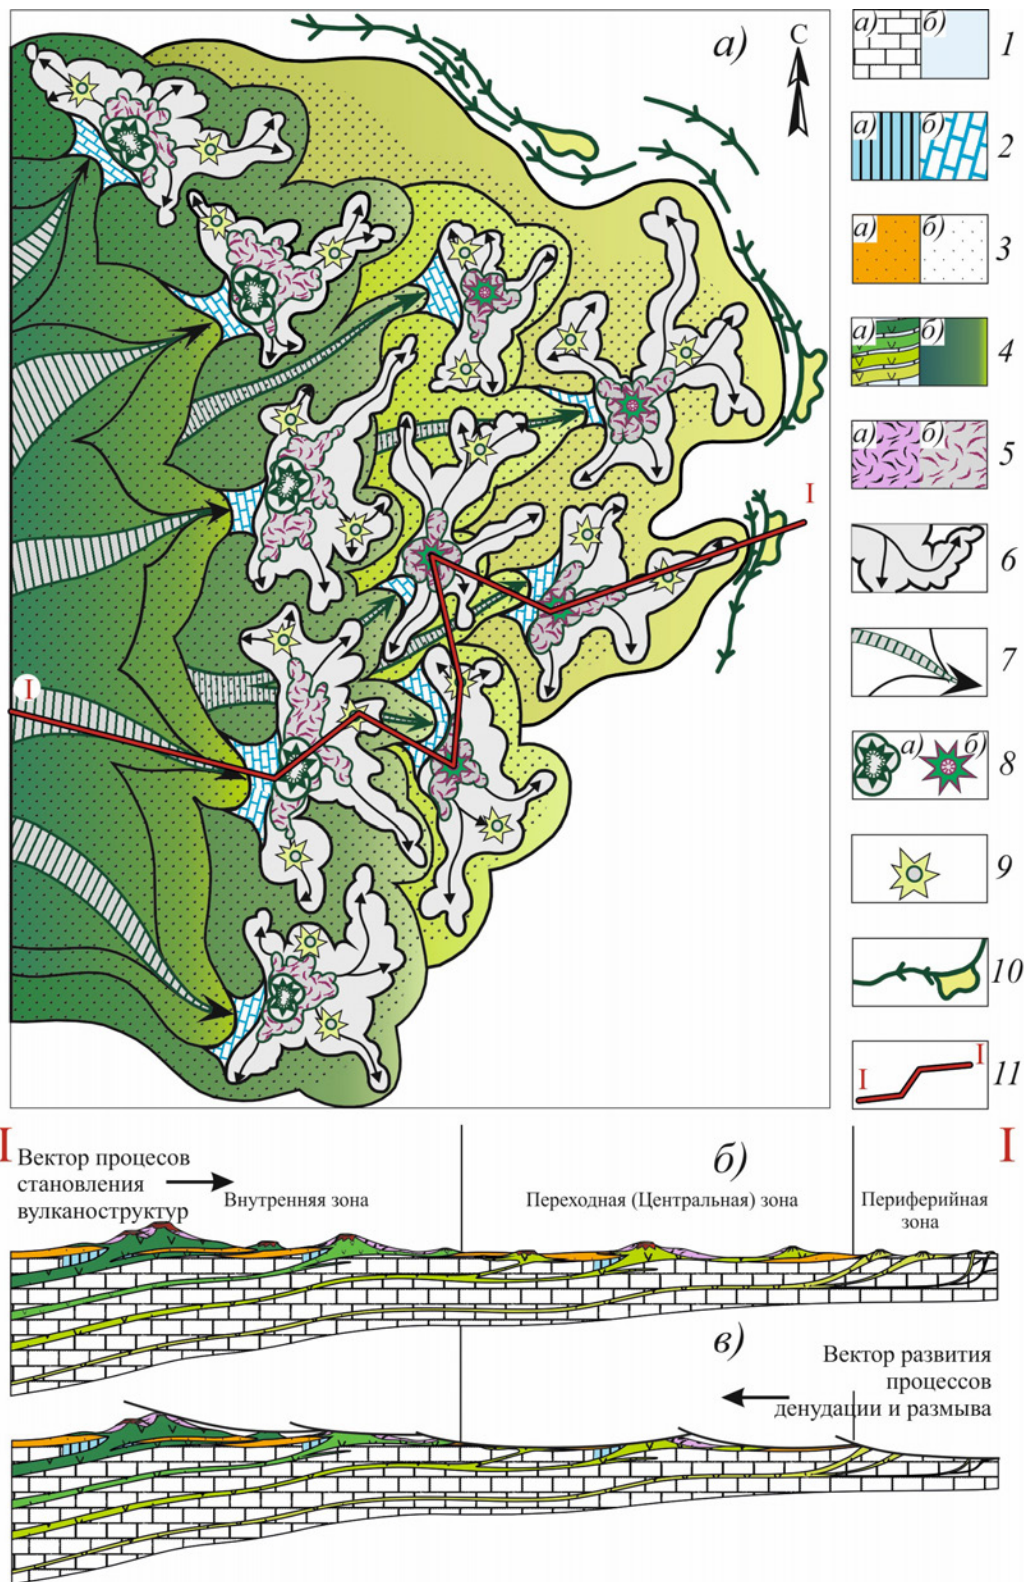 а)
С
I
I
а) б) 1
а) б) 2
а) б) 3
а) б) 4
а) б) 5
6
7
а) б) 8
9
10
I I 11
I
I
Вектор процесов
становления
вулканоструктур
б)
Внутренняя зона
Переходная (Центральная) зона
Периферийная
зона
в)
Вектор развития
процессов
денудации и размыва